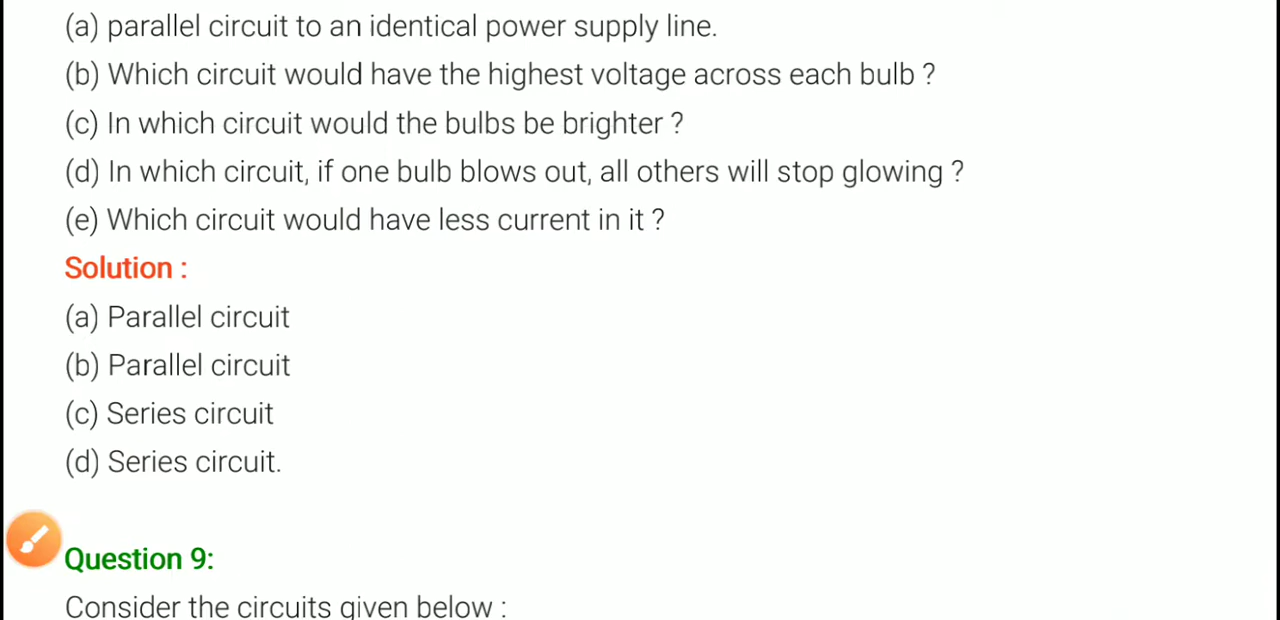 (a) parallel circuit to an identical power supply line.
(b) Which circuit would have the highest voltage across each bulb ?
(c) In which circuit would the bulbs be brighter ?
(d) In which circuit, if one bulb blows out, all others will stop glowing ?
(e) Which circuit would have less current in it ?
Solution :
(a) Parallel circuit
(b) Parallel circuit
(c) Series circuit
(d) Series circuit.
Question 9:
Consider the circuits given below :